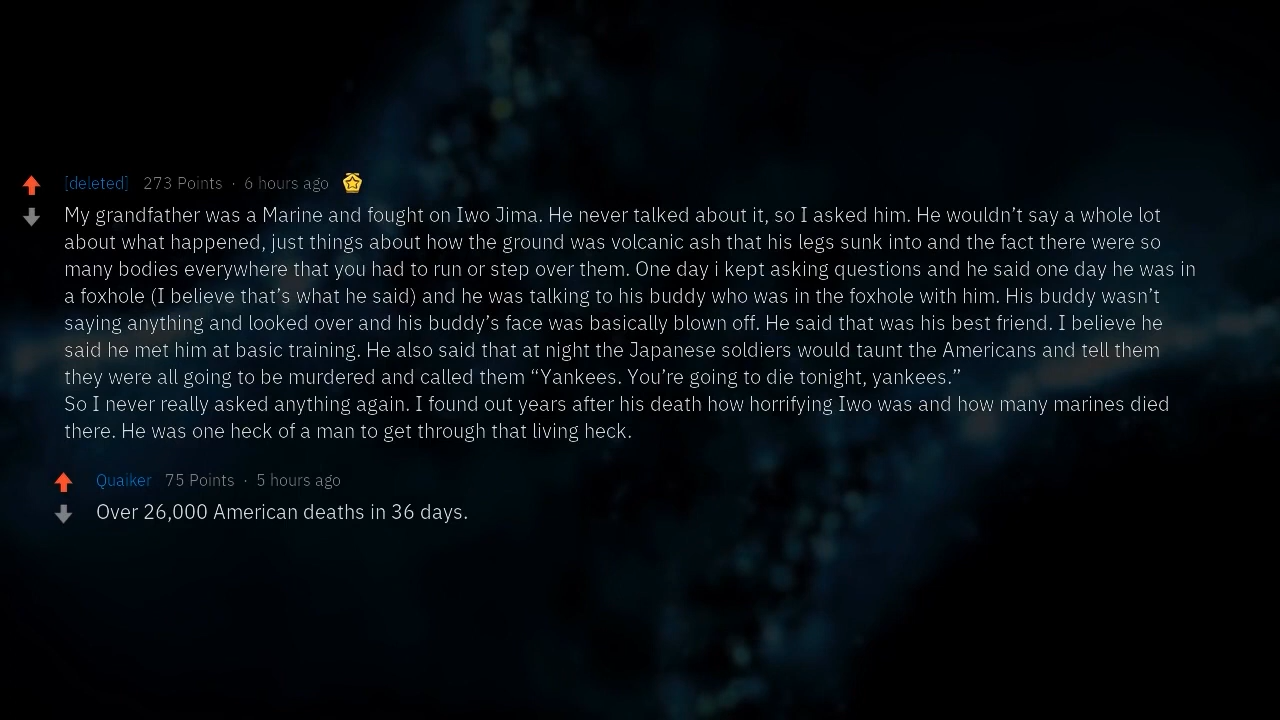 [deleted] 273 Points · 6 hours ago
My grandfather was a Marine and fought on Iwo Jima. He never talked about it, so I asked him. He wouldn’t say a whole lot
about what happened, just things about how the ground was volcanic ash that his legs sunk into and the fact there were so
many bodies everywhere that you had to run or step over them. One day i kept asking questions and he said one day he was in
a foxhole (I believe that’s what he said) and he was talking to his buddy who was in the foxhole with him. His buddy wasn’t
saying anything and looked over and his buddy’s face was basically blown off. He said that was his best friend. I believe he
said he met him at basic training. He also said that at night the Japanese soldiers would taunt the Americans and tell them
they were all going to be murdered and called them “Yankees. You’re going to die tonight, yankees.”
So I never really asked anything again. I found out years after his death how horrifying Iwo was and how many marines died
there. He was one heck of a man to get through that living heck.
Quaiker 75 Points · 5 hours ago
Over 26,000 American deaths in 36 days.